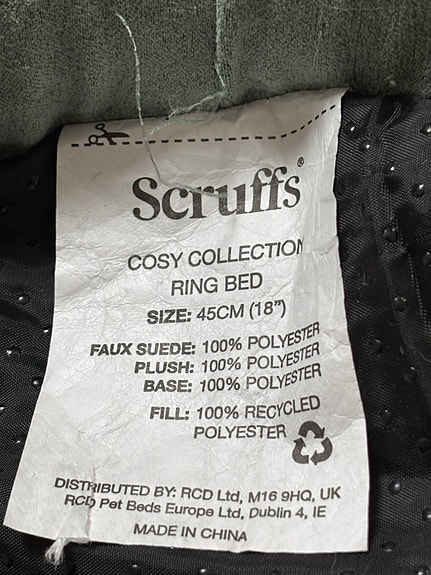 Scruffs®
COSY COLLECTION
RING BED
SIZE: 45CM (18")
FAUX SUEDE: 100% POLYESTER
PLUSH: 100% POLYESTER
BASE: 100% POLYESTER
FILL: 100% RECYCLED
POLYESTER
DISTRIBUTED BY: RCD Ltd, M16 9HQ, UK
RCD Pet Beds Europe Ltd, Dublin 4, IE
MADE IN CHINA